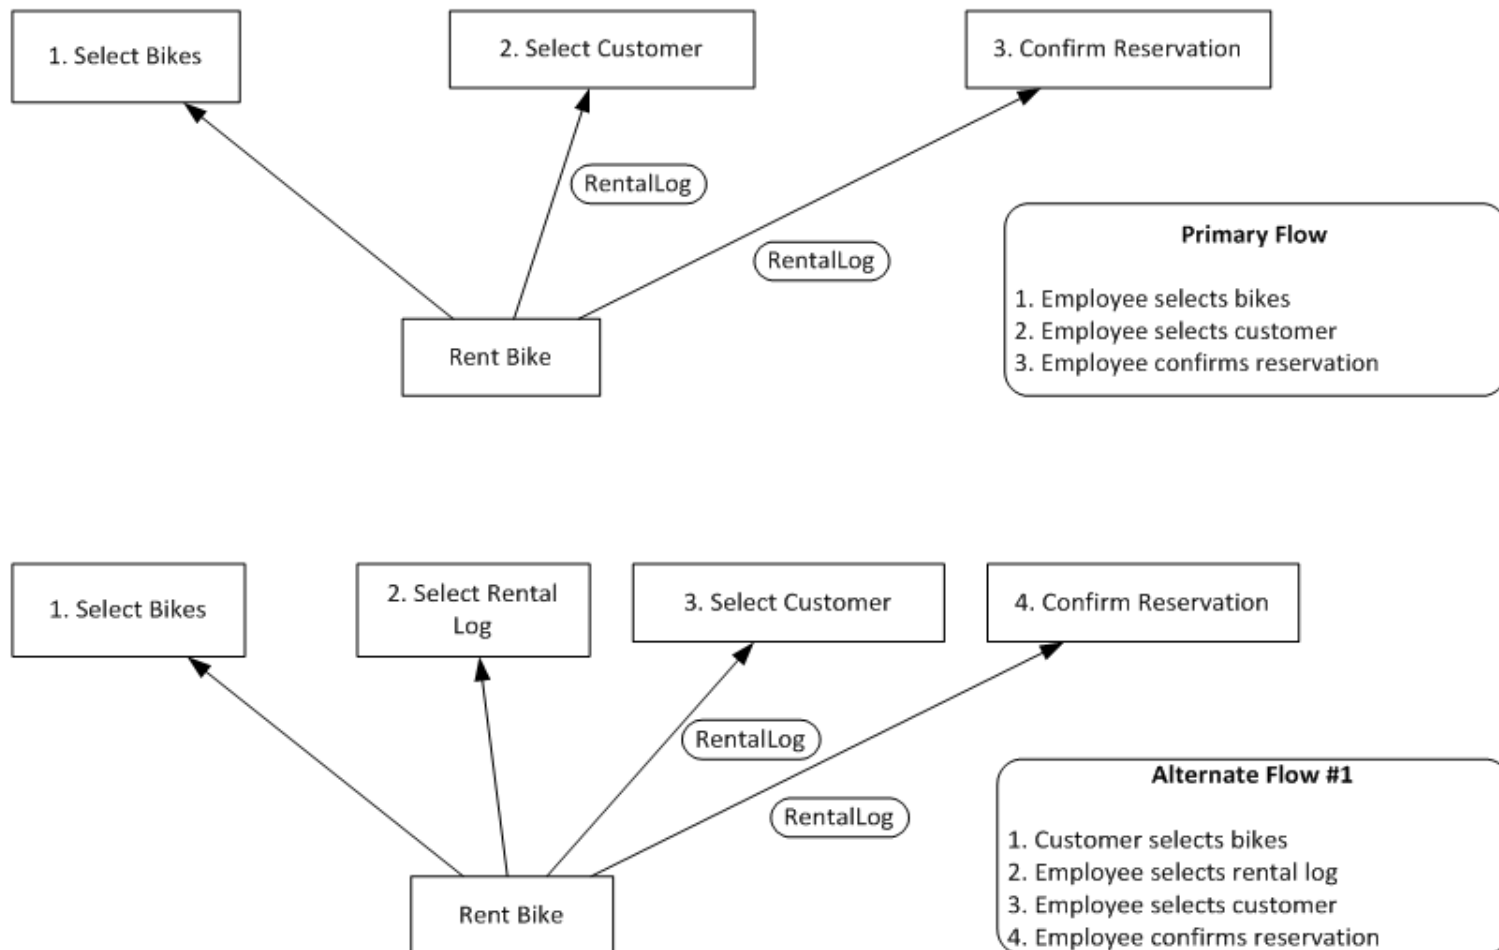 1. Select Bikes
2. Select Customer
3. Confirm Reservation
RentalLog
RentalLog
Primary Flow
1. Employee selects bikes
2. Employee selects customer
3. Employee confirms reservation
Rent Bike
1. Select Bikes
2. Select Rental
Log
3. Select Customer
4. Confirm Reservation
RentalLog
RentalLog
Alternate Flow #1
1. Customer selects bikes
2. Employee selects rental log
3. Employee selects customer
4. Employee confirms reservation
Rent Bike